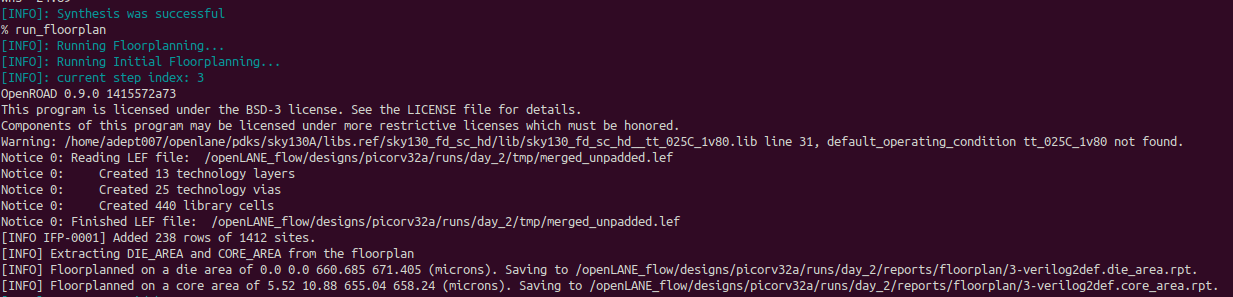 [INFO]: Synthesis was successful
% run_floorplan
[INFO]: Running Floorplanning...
[INFO]: Running Initial Floorplanning...
[INFO]: current step index: 3
OpenROAD 0.9.0 1415572a73
This program is licensed under the BSD-3 license. See the LICENSE file for details.
Components of this program may be licensed under more restrictive licenses which must be honored.
Warning: /home/adept007/openlane/pdks/sky130A/libs.ref/sky130_fd_sc_hd/lib/sky130_fd_sc_hd__tt_025C_1v80.lib line 31, default_operating_condition tt_025C_1v80 not found.
Notice 0: Reading LEF file:  /openLANE_flow/designs/picorv32a/runs/day_2/tmp/merged_unpadded.lef
Notice 0:     Created 13 technology layers
Notice 0:     Created 25 technology vias
Notice 0:     Created 440 library cells
Notice 0: Finished LEF file:  /openLANE_flow/designs/picorv32a/runs/day_2/tmp/merged_unpadded.lef
[INFO IFP-0001] Added 238 rows of 1412 sites.
[INFO] Extracting DIE_AREA and CORE_AREA from the floorplan
[INFO] Floorplanned on a die area of 0.0 0.0 660.685 671.405 (microns). Saving to /openLANE_flow/designs/picorv32a/runs/day_2/reports/floorplan/3-verilog2def.die_area.rpt.
[INFO] Floorplanned on a core area of 5.52 10.88 655.04 658.24 (microns). Saving to /openLANE_flow/designs/picorv32a/runs/day_2/reports/floorplan/3-verilog2def.core_area.rpt.